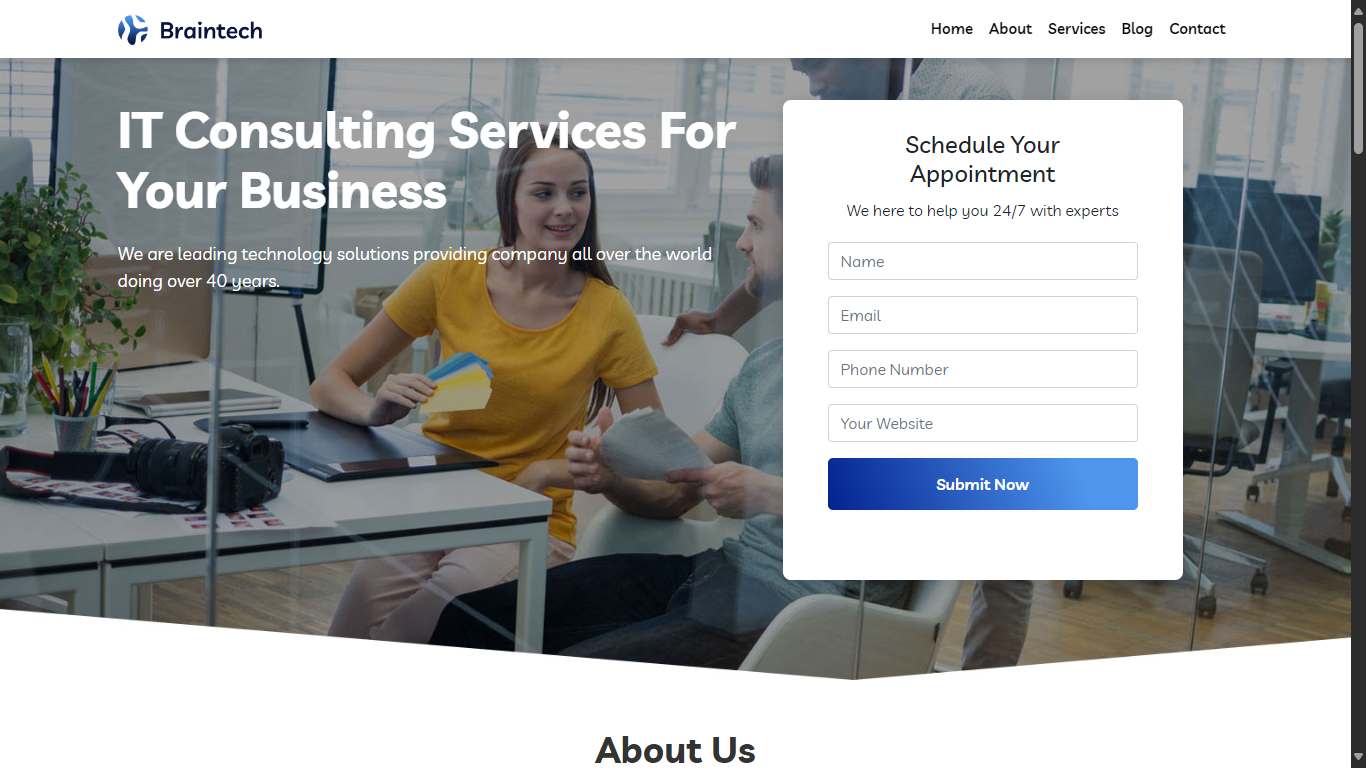 Braintech
Home About Services Blog Contact
IT Consulting Services For
Your Business
We are leading technology solutions providing company all over the world
doing over 40 years.
Schedule Your
Appointment
We here to help you 24/7 with experts
Name
Email
Phone Number
Your Website
Submit Now
About Us